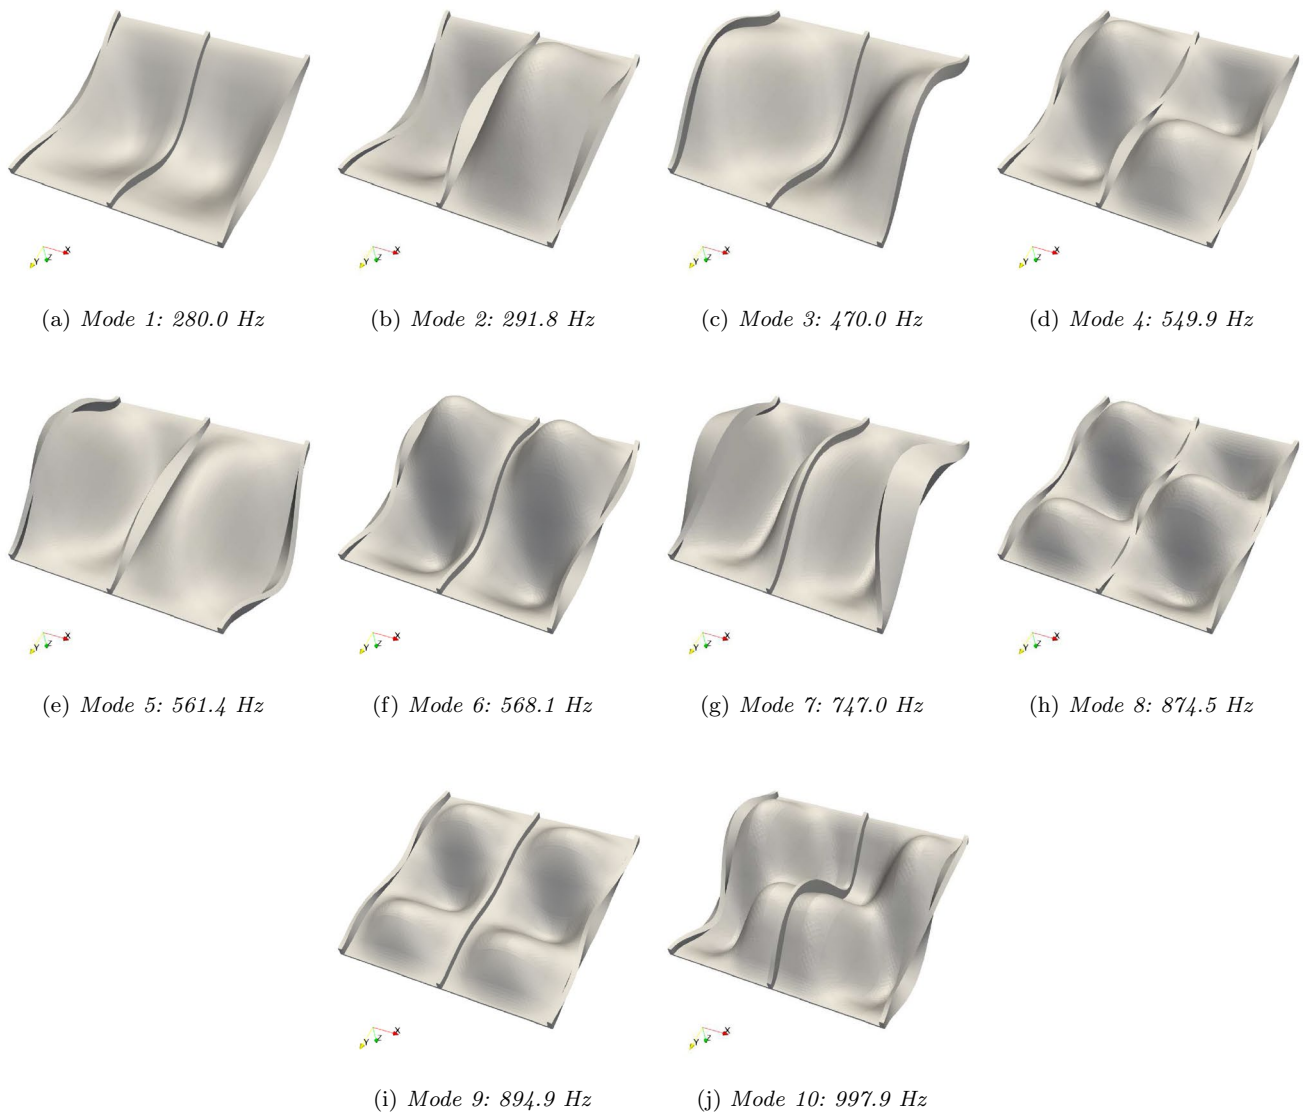 X
Y Z
X
Y Z
X
Y Z
X
Y Z
(a) Mode 1: 280.0 Hz
(b) Mode 2: 291.8 Hz
(c) Mode 3: 470.0 Hz
(d) Mode 4: 549.9 Hz
X
Y Z
X
Y Z
X
Y Z
X
Y Z
(e) Mode 5: 561.4 Hz
(f) Mode 6: 568.1 Hz
(g) Mode 7: 747.0 Hz
(h) Mode 8: 874.5 Hz
X
Y Z
X
Y Z
(i) Mode 9: 894.9 Hz
(j) Mode 10: 997.9 Hz